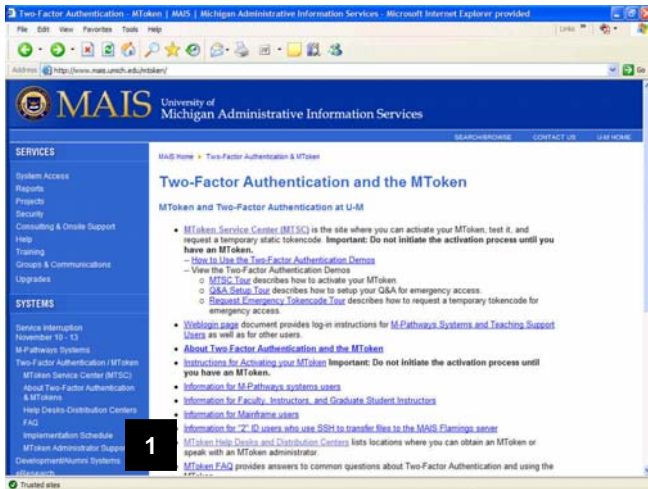 Two-Factor Authentication - MToken | MAIS | Michigan Administrative Information Services - Microsoft Internet Explorer provided
File Edit View Favorites Tools Help
Links
Address http://www.mais.umich.edu/mtoken/
Go
MAIS
University of
Michigan Administrative Information Services
SEARCH/BROWSE CONTACT US U-M HOME
SERVICES
System Access
Reports
Projects
Security
Consulting & Onsite Support
Help
Training
Groups & Communications
Upgrades
SYSTEMS
Service Interruption
November 10 - 13
M-Pathways Systems
Two-Factor Authentication / MToken
MToken Service Center (MTSC)
About Two-Factor Authentication
& MTokens
Help Desks-Distribution Centers
FAQ
Implementation Schedule
MToken Administrator Support
Development/Alumni Systems
eResearch
1
MAIS Home Two-Factor Authentication & MToken
Two-Factor Authentication and the MToken
MToken and Two-Factor Authentication at U-M
MToken Service Center (MTSC) is the site where you can activate your MToken, test it, and
request a temporary static tokencode. Important: Do not initiate the activation process until you
have an MToken.
– How to Use the Two-Factor Authentication Demos
– View the Two-Factor Authentication Demos
MTSC Tour describes how to activate your MToken.
Q&A Setup Tour describes how to setup your Q&A for emergency access.
Request Emergency Tokencode Tour describes how to request a temporary tokencode for
emergency access.
Weblogin page document provides log-in instructions for M-Pathways Systems and Teaching Support
Users as well as for other users.
About Two Factor Authentication and the MToken
Instructions for Activating your MToken Important: Do not initiate the activation process until
you have an MToken.
Information for M-Pathways systems users
Information for Faculty, Instructors, and Graduate Student Instructors
Information for Mainframe users
Information for "2" ID users who use SSH to transfer files to the MAIS Flamingo server
MToken Help Desks and Distribution Centers lists locations where you can obtain an MToken or
speak with an MToken administrator.
MToken FAQ provides answers to common questions about Two-Factor Authentication and using the
MToken.
Trusted sites